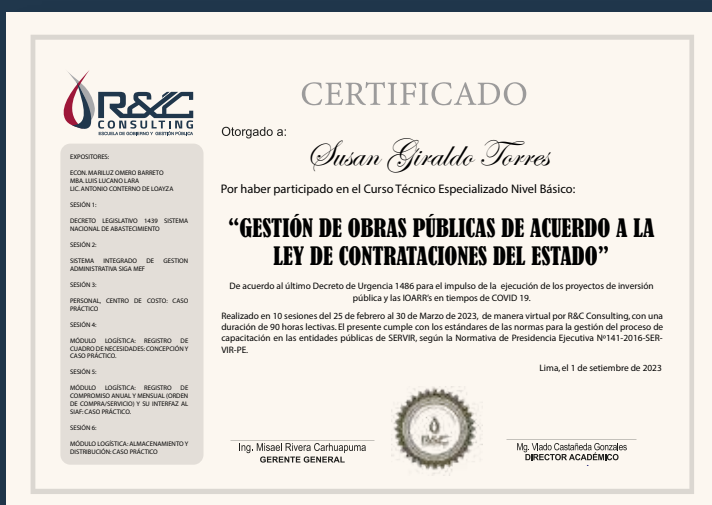 R&C
CONSULTING
ESCUELA DE GOBIERNO Y GESTIÓN PÚBLICA
EXPOSITORES:
ECON. MARILUZ OMERO BARRETO
MBA. LUIS LUCANO LARA
LIC. ANTONIO CONTERNO DE LOAYZA
SESIÓN 1:
DECRETO LEGISLATIVO 1439 SISTEMA
NACIONAL DE ABASTECIMIENTO
SESIÓN 2:
SISTEMA INTEGRADO DE GESTION
ADMINISTRATIVA SIGA MEF
SESIÓN 3:
PERSONAL, CENTRO DE COSTO: CASO
PRÁCTICO
SESIÓN 4:
MÓDULO LOGÍSTICA: REGISTRO DE
CUADRO DE NECESIDADES: CONCEPCIÓN Y
CASO PRÁCTICO.
SESIÓN 5:
MÓDULO LOGÍSTICA: REGISTRO DE
COMPROMISO ANUAL Y MENSUAL (ORDEN
DE COMPRA/SERVICIO) Y SU INTERFAZ AL
SIAF: CASO PRÁCTICO.
SESIÓN 6:
MÓDULO LOGÍSTICA: ALMACENAMIENTO Y
DISTRIBUCIÓN: CASO PRÁCTICO
CERTIFICADO
Otorgado a:
Susan Giraldo Torres
Por haber participado en el Curso Técnico Especializado Nivel Básico:
“GESTIÓN DE OBRAS PÚBLICAS DE ACUERDO A LA
LEY DE CONTRATACIONES DEL ESTADO”
De acuerdo al último Decreto de Urgencia 1486 para el impulso de la ejecución de los proyectos de inversión
pública y las IOARR's en tiempos de COVID 19.
Realizado en 10 sesiones del 25 de febrero al 30 de Marzo de 2023, de manera virtual por R&C Consulting, con una
duración de 90 horas lectivas. El presente cumple con los estándares de las normas para la gestión del proceso de
capacitación en las entidades públicas de SERVIR, según la Normativa de Presidencia Ejecutiva Nº141-2016-SER-
VIR-PE.
Lima, el 1 de setiembre de 2023
R&C
Ing. Misael Rivera Carhuapuma
GERENTE GENERAL
Mg. Vlado Castañeda Gonzales
DIRECTOR ACADÉMICO